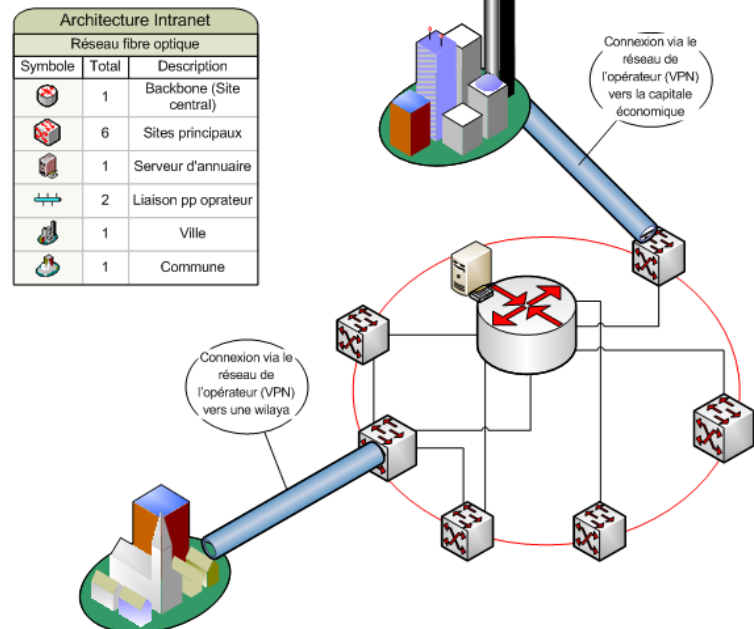 Architecture Intranet
Réseau fibre optique
Symbole Total Description
1 Backbone (Site
central)
6 Sites principaux
1 Serveur d'annuaire
2 Liaison pp oprateur
1 Ville
1 Commune
Connexion via le
réseau de
l'opérateur (VPN)
vers la capitale
économique
Connexion via le
réseau de
l'opérateur (VPN)
vers une wilaya